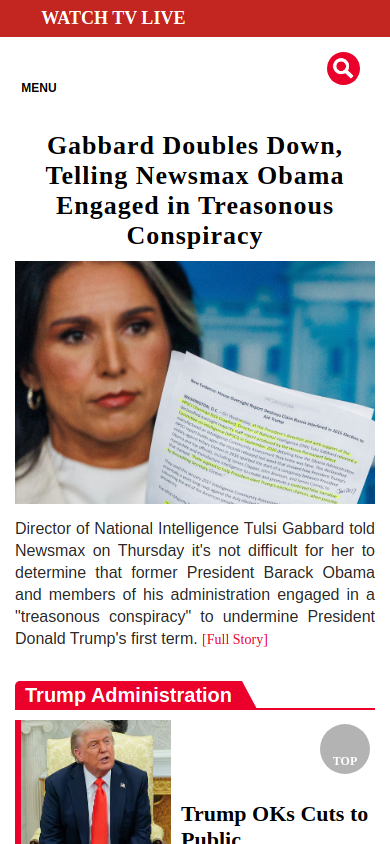 WATCH TV LIVE
MENU
Gabbard Doubles Down,
Telling Newsmax Obama
Engaged in Treasonous
Conspiracy
Director of National Intelligence Tulsi Gabbard told
Newsmax on Thursday it's not difficult for her to
determine that former President Barack Obama
and members of his administration engaged in a
"treasonous conspiracy" to undermine President
Donald Trump's first term. [Full Story]
Trump Administration
TOP
Trump OKs Cuts to
Public